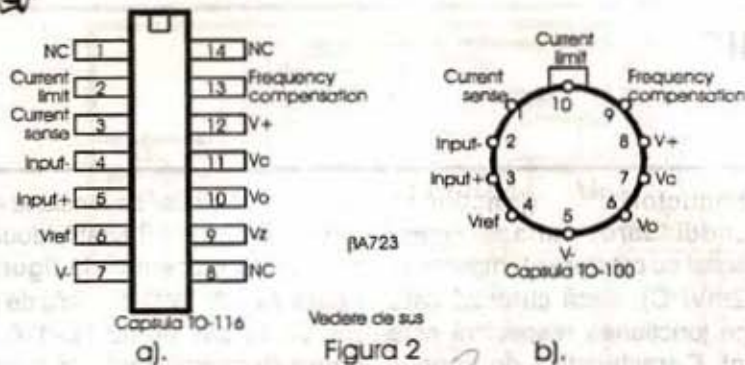 NC 1 14 NC
Current limit 2 13 Frequency compensation
Current sense 3 12 V+
Input- 4 11 Vc
Input+ 5 10 Vo
Vref 6 9 Vz
V- 7 8 NC
Capsula TO-116
a).
βA723
Vedere de sus
Figura 2
Current limit
10
Current sense 1
9 Frequency compensation
Input- 2
8 V+
Input+ 3
7 Vc
Vref 4
6 Vo
5
V-
Capsula TO-100
b).